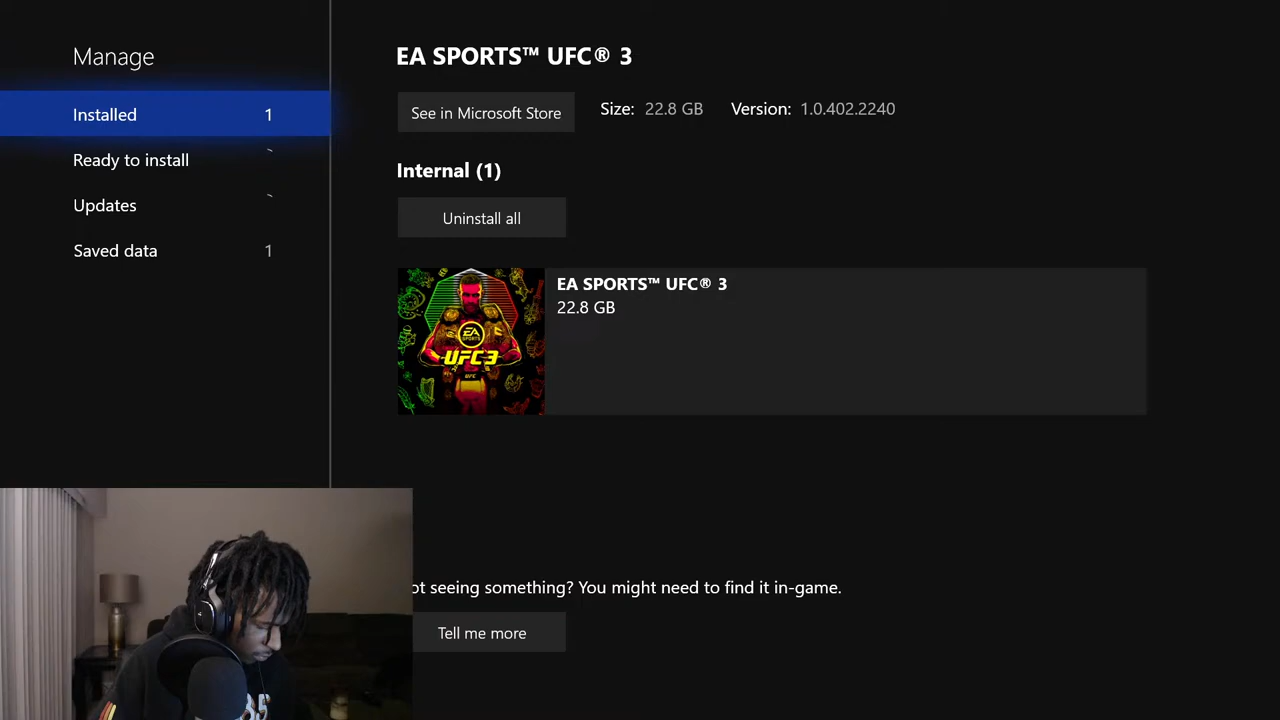 Manage
Installed 1
Ready to install
Updates
Saved data 1
EA SPORTS™ UFC® 3
See in Microsoft Store Size: 22.8 GB Version: 1.0.402.2240
Internal (1)
Uninstall all
EA SPORTS™ UFC® 3
22.8 GB
EA
SPORTS
UFC3
ot seeing something? You might need to find it in-game.
Tell me more